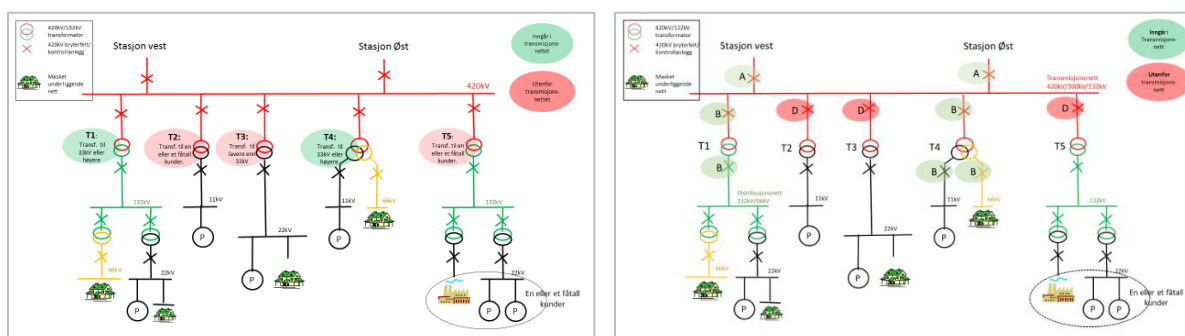 420kV/132kV
transformator
420kV bryterfelt/
kontrollanlegg
Masket
underliggende
nett
Stasjon vest
Stasjon Øst
Inngår i
transmisjons-
nettet
Utenfor
transmisjons-
nettet
420kV
T1:
Transf. til
33kV eller
høyere
T2:
Transf. til en
eller et fåtall
kunder.
T3:
Transf. til
lavere enn
33kV
T4:
Transf. til
33kV eller
høyere
T5:
Transf. til en
eller et fåtall
kunder.
132kV
11kV
11kV
66kV
132kV
66kV
22kV
22kV
22kV
P
P
P
P
P
P
En eller et fåtall
kunder
420kV/132kV
transformator
420kV bryterfelt/
kontrollanlegg
Masket
underliggende
nett
Stasjon vest
Stasjon Øst
Inngår i
Transmisjons-
nett
Utenfor
transmisjons-
nett
A
A
Transmisjonsnett
420kV/300kV/132kV
B
D
D
B
D
T1
T2
T3
T4
T5
B
B
B
Distribusjonsnett
132kV/66kV
11kV
11kV
66kV
132kV
66kV
22kV
22kV
22kV
P
P
P
P
P
P
En eller et fåtall
kunder